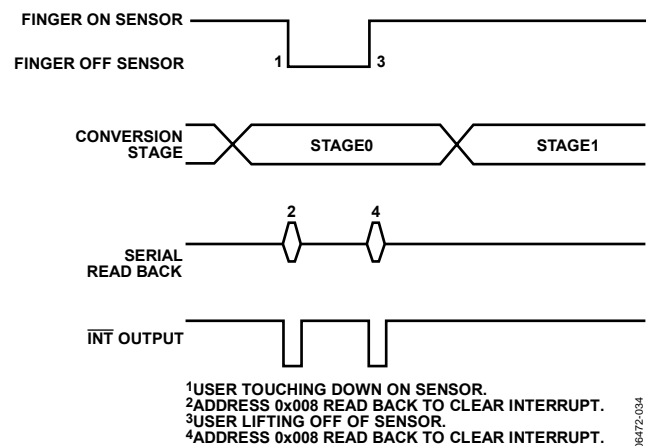 FINGER ON SENSOR
FINGER OFF SENSOR
1
3
CONVERSION
STAGE
STAGE0
STAGE1
2
4
SERIAL
READ BACK
INT OUTPUT
1USER TOUCHING DOWN ON SENSOR.
2ADDRESS 0x008 READ BACK TO CLEAR INTERRUPT.
3USER LIFTING OFF OF SENSOR.
4ADDRESS 0x008 READ BACK TO CLEAR INTERRUPT.
06472-034